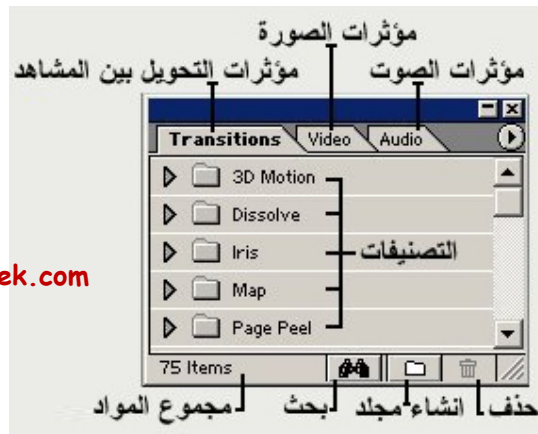 مؤثرات الصورة
مؤثرات الصوت
مؤثرات التحويل بين المشاهد
Transitions Video Audio
3D Motion
Dissolve
Iris
التصنيفات
Map
Page Peel
75 Items
حذف
انشاء مجلد
بحث
مجموع المواد
ek.com